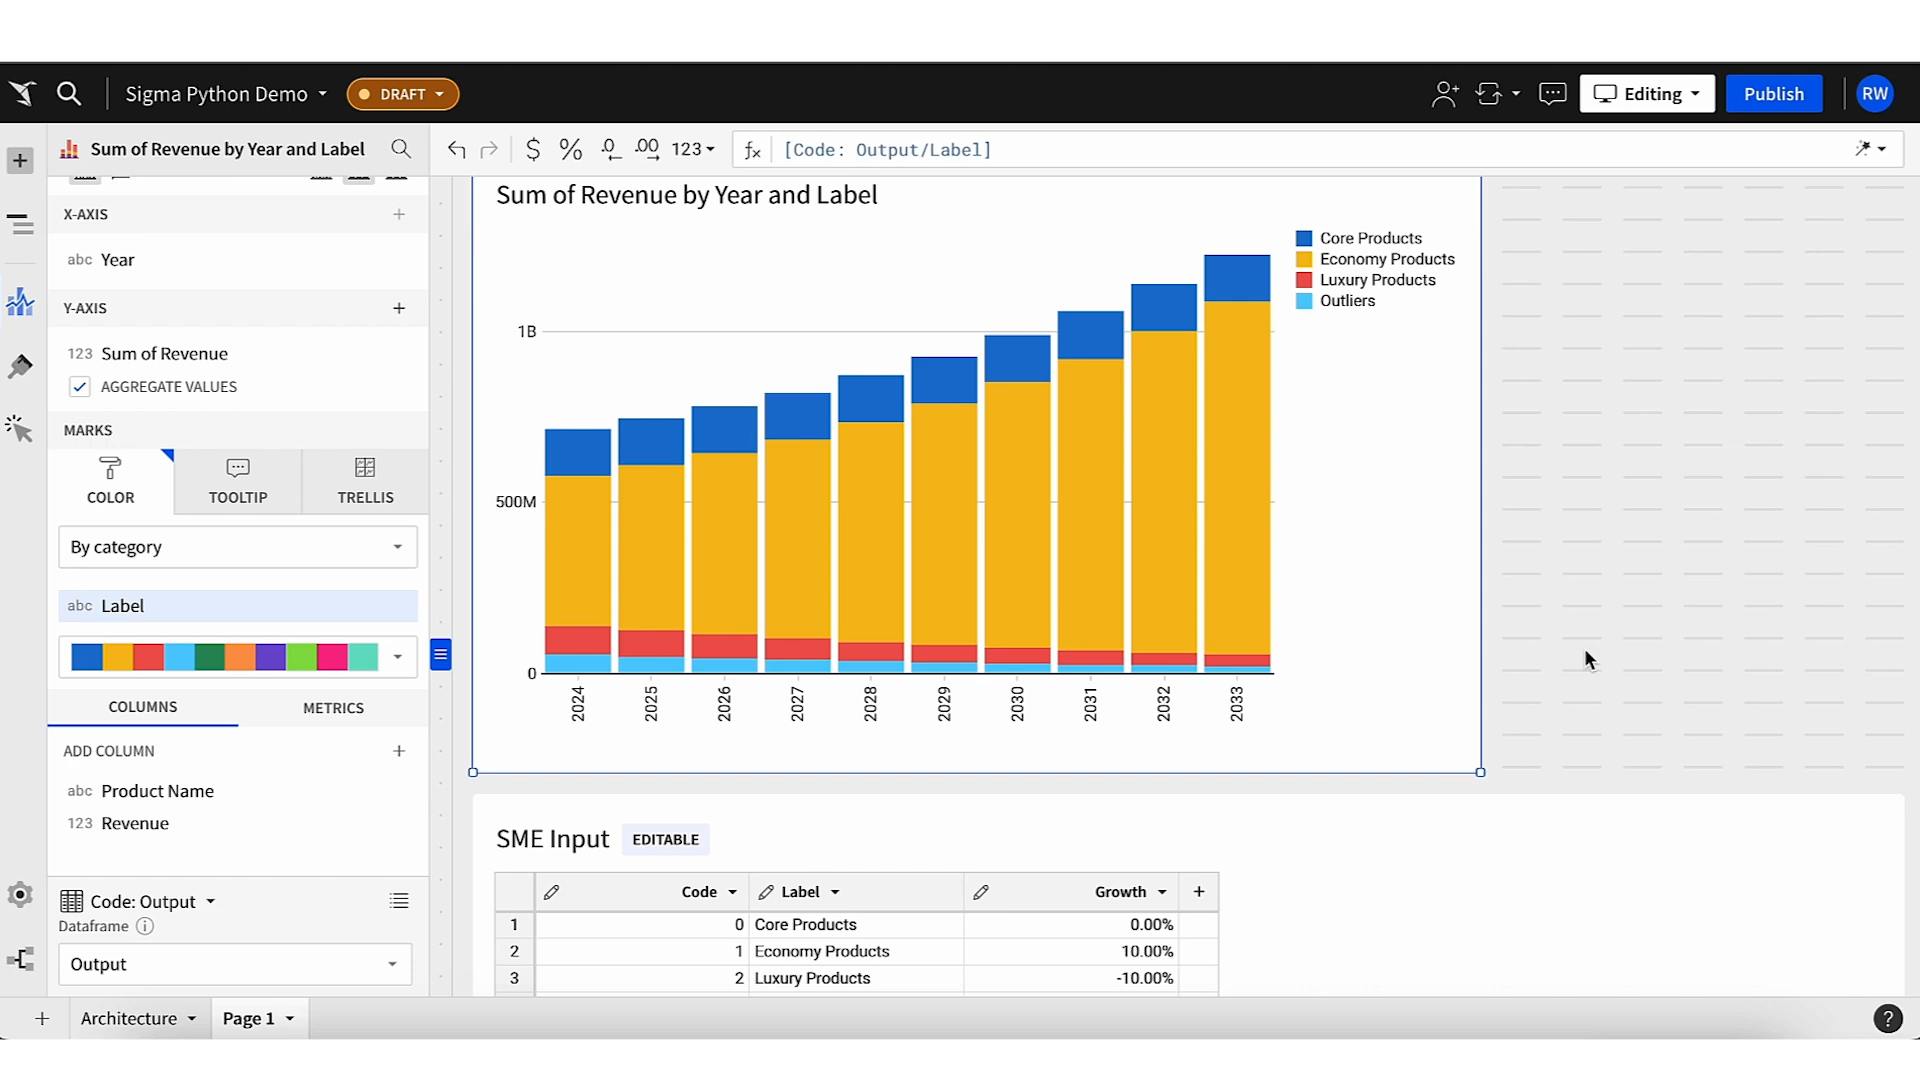 Sigma Python Demo
DRAFT
Editing
Publish
RW
Sum of Revenue by Year and Label
$ % .0 .00 123
fx [Code: Output/Label]
X-AXIS
abc Year
Y-AXIS
123 Sum of Revenue
AGGREGATE VALUES
MARKS
COLOR
TOOLTIP
TRELLIS
By category
abc Label
COLUMNS
METRICS
ADD COLUMN
abc Product Name
123 Revenue
Code: Output
Dataframe
Output
Sum of Revenue by Year and Label
Core Products
Economy Products
Luxury Products
Outliers
1B
500M
0
2024
2025
2026
2027
2028
2029
2030
2031
2032
2033
SME Input EDITABLE
Code Label Growth
1 0 Core Products 0.00%
2 1 Economy Products 10.00%
3 2 Luxury Products -10.00%
Architecture
Page 1
?